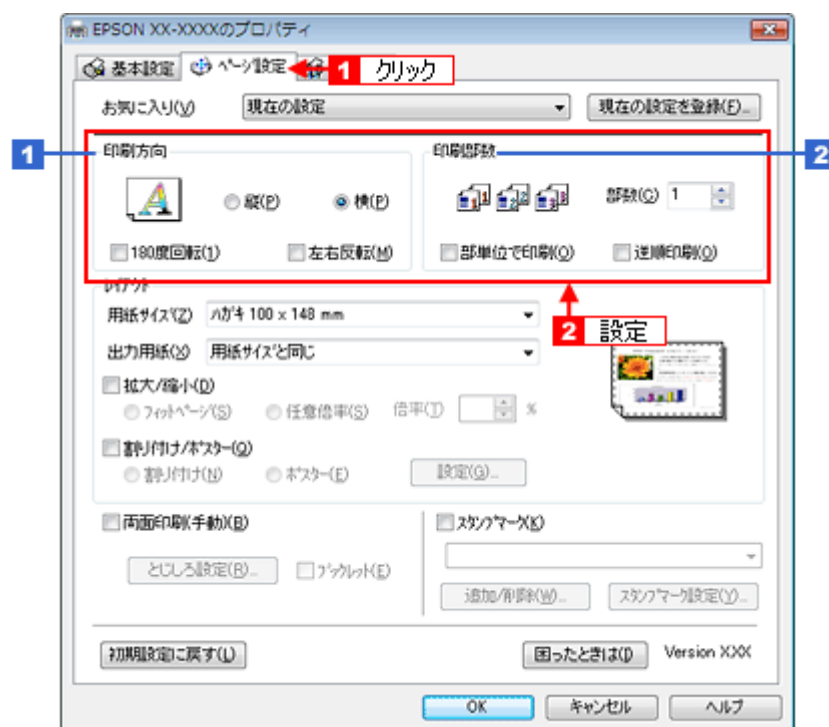 EPSON XX-XXXXのプロパティ
基本設定 ページ設定 1 クリック
お気に入り(V) 現在の設定 現在の設定を登録(F)...
1 印刷方向 印刷部数 2
A 縦(P) 横(P) 1 1 2 2 3 3 部数(C) 1
180度回転(1) 左右反転(M) 部単位で印刷(O) 逆順印刷(O)
レイアウト
用紙サイズ(Z) ハガキ 100 x 148 mm
2 設定
出力用紙(X) 用紙サイズと同じ
拡大/縮小(D)
フィットページ(S) 任意倍率(S) 倍率(T) %
割り付け/ポスター(Q)
割り付け(N) ポスター(E) 設定(G)...
両面印刷(手動)(B) スタンプマーク(K)
とじしろ設定(R)... ブックレット(E)
追加/削除(W)... スタンプマーク設定(Y)...
初期設定に戻す(L) 困ったときは(I) Version XXX
OK キャンセル ヘルプ